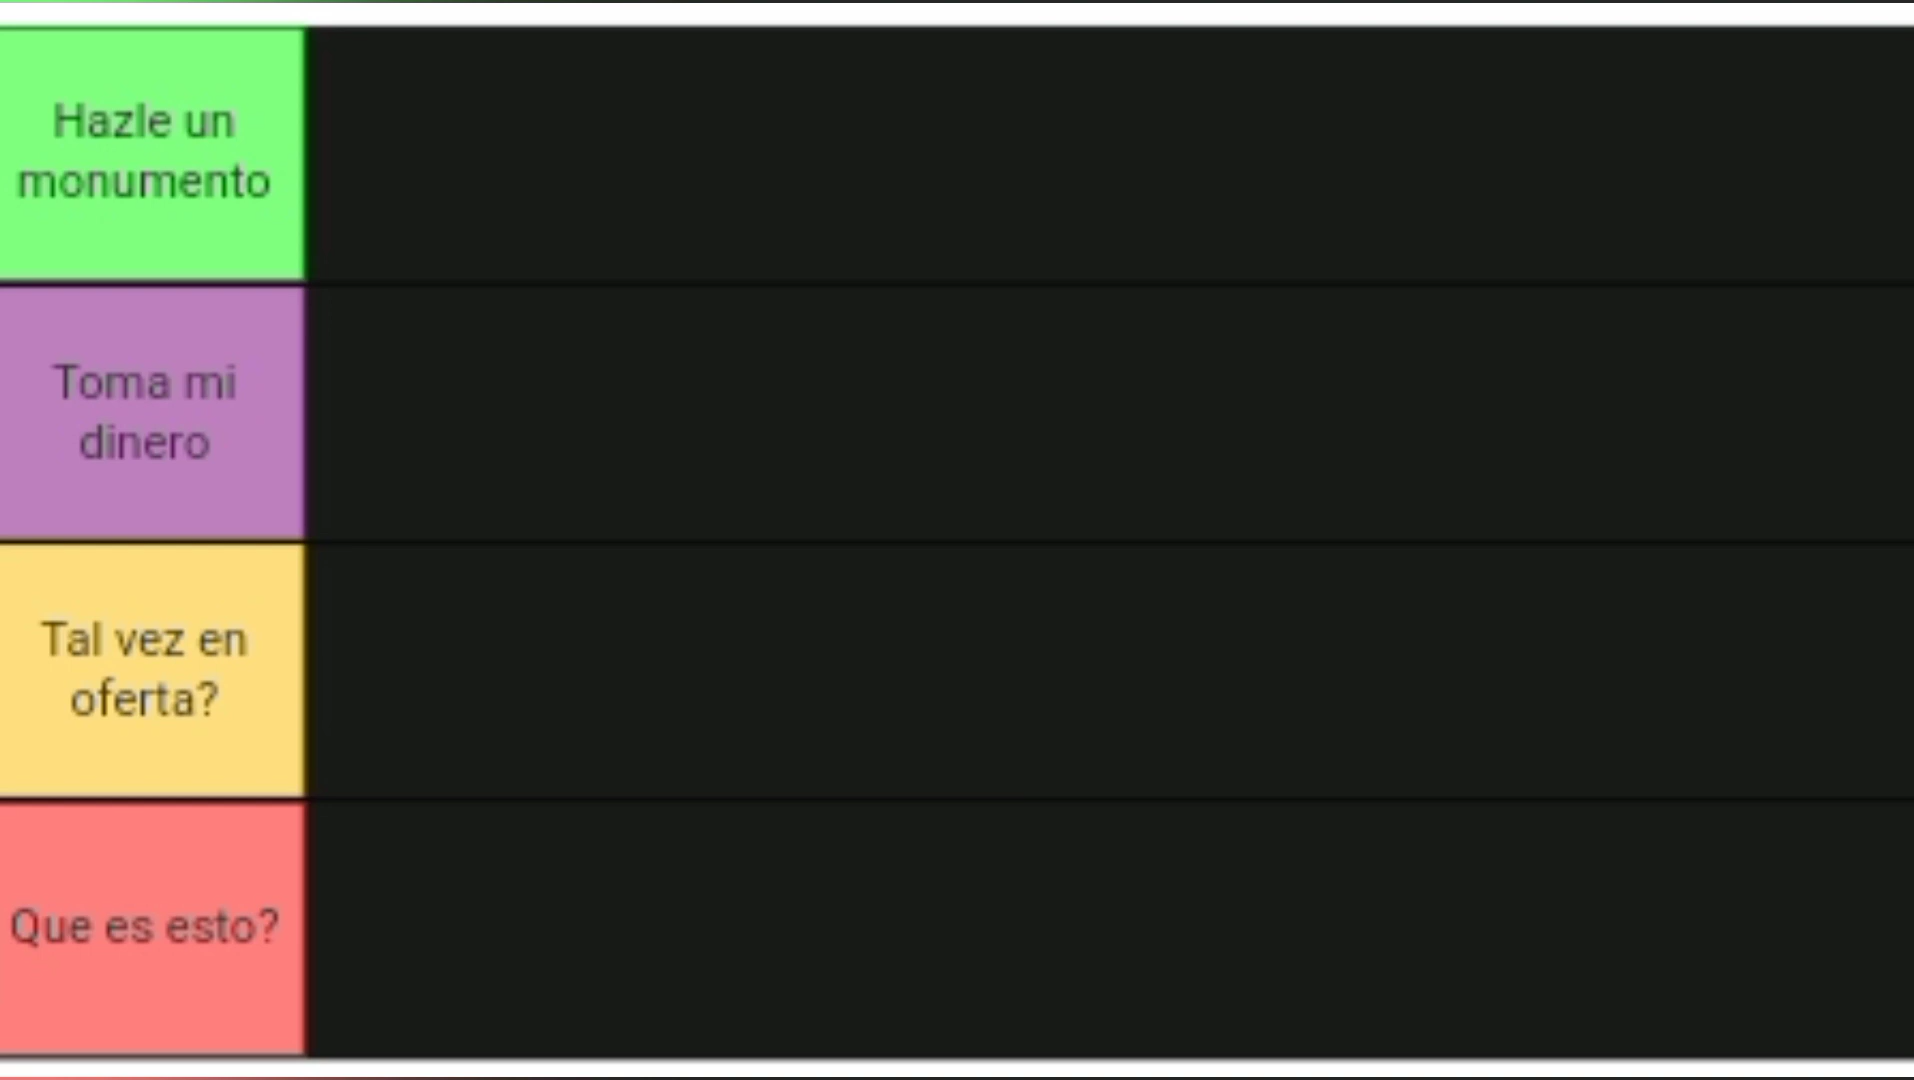 Hazle un
monumento
Toma mi
dinero
Tal vez en
oferta?
Que es esto?